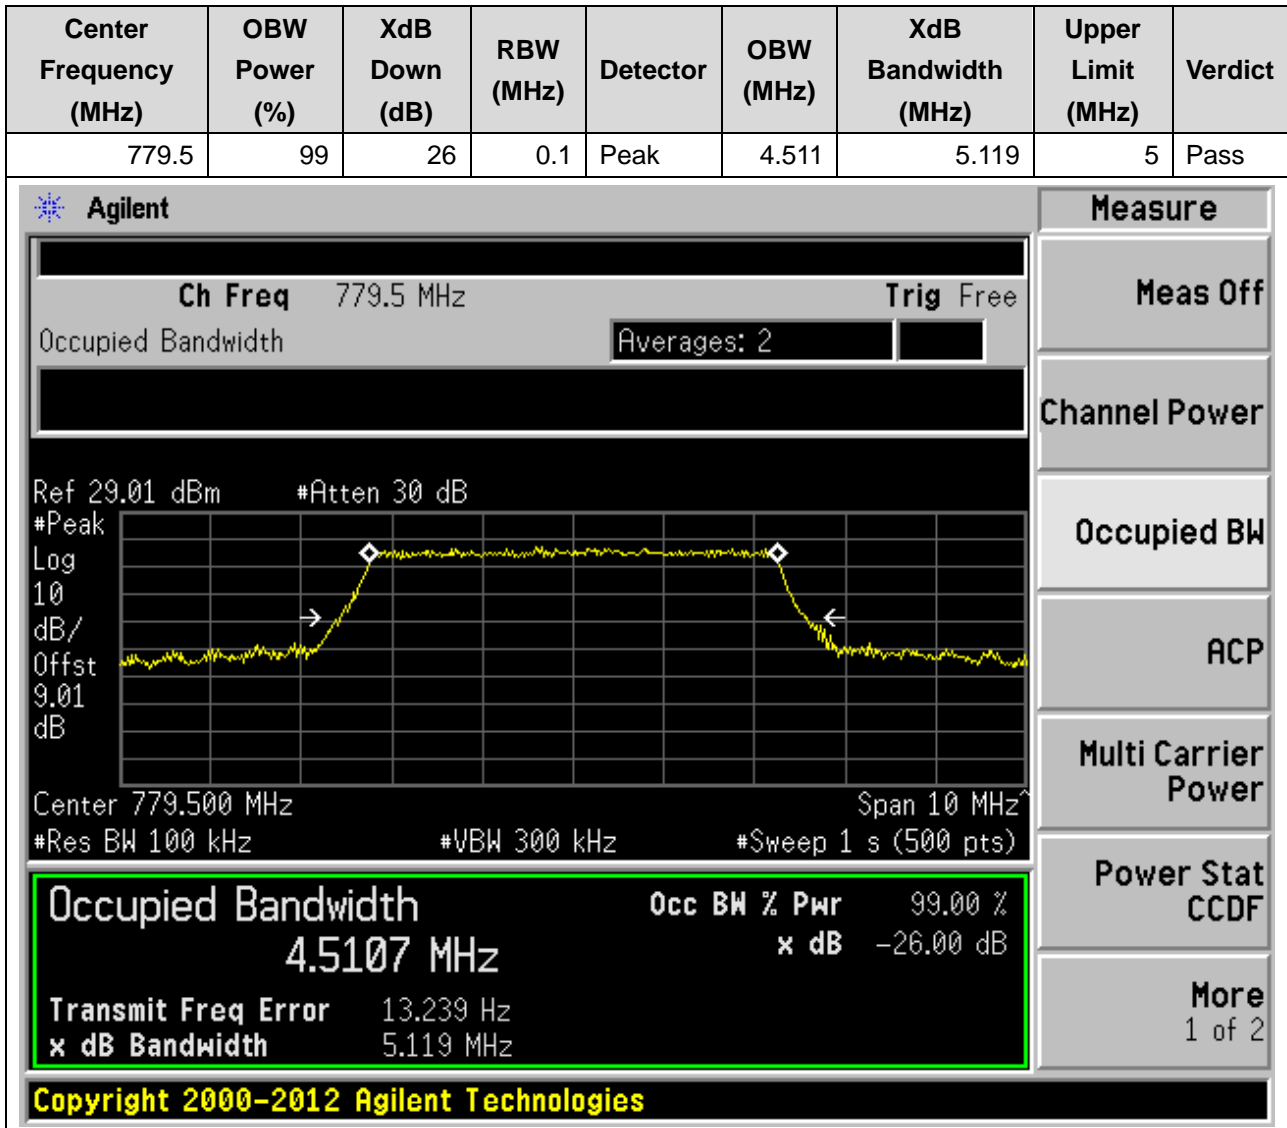 Center Frequency (MHz) OBW Power (%) XdB Down (dB) RBW (MHz) Detector OBW (MHz) XdB Bandwidth (MHz) Upper Limit (MHz) Verdict
779.5 99 26 0.1 Peak 4.511 5.119 5 Pass
Agilent
Measure
Ch Freq 779.5 MHz Trig Free
Meas Off
Occupied Bandwidth Averages: 2
Channel Power
Ref 29.01 dBm #Atten 30 dB
#Peak
Log
10
dB/
Offst
9.01
dB
Occupied BW
ACP
Multi Carrier
Power
Center 779.500 MHz Span 10 MHz^
#Res BW 100 kHz #VBW 300 kHz #Sweep 1 s (500 pts)
Power Stat
CCDF
Occupied Bandwidth Occ BW % Pwr 99.00 %
4.5107 MHz x dB -26.00 dB
Transmit Freq Error 13.239 Hz
x dB Bandwidth 5.119 MHz
More
1 of 2
Copyright 2000-2012 Agilent Technologies